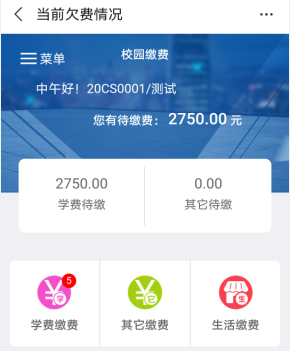 当前欠费情况
菜单
校园缴费
中午好！20CS0001/测试
您有待缴费：2750.00 元
2750.00
0.00
学费待缴
其它待缴
5
学
它
生
学费缴费
其它缴费
生活缴费